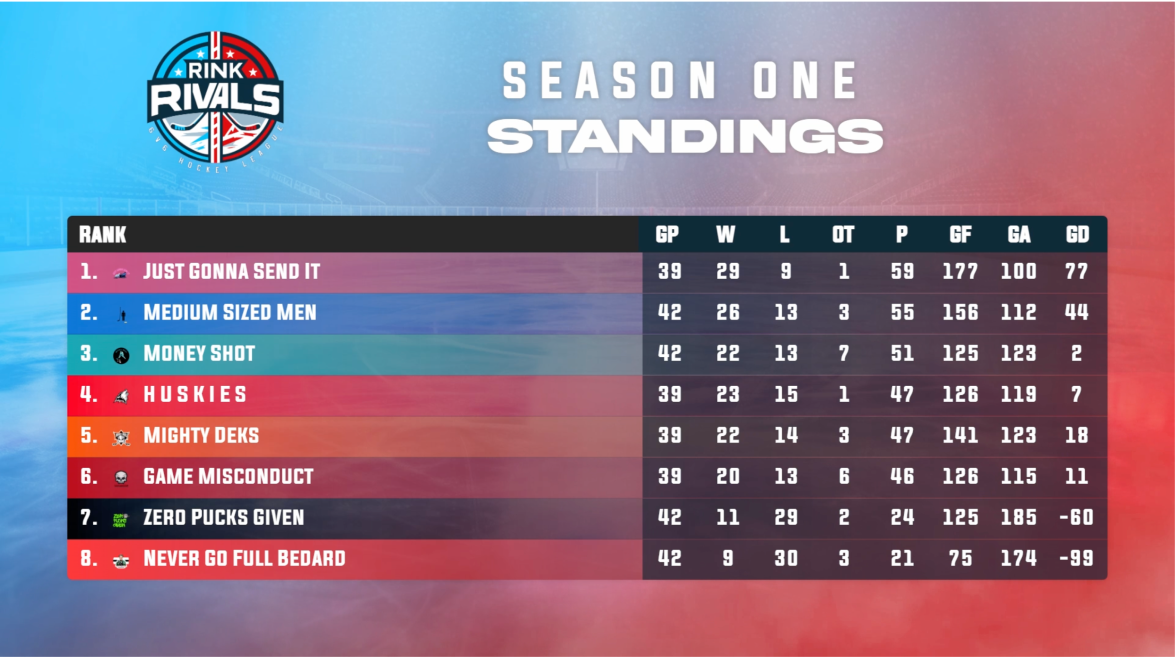 RINK
RIVALS
6V6 HOCKEY LEAGUE
SEASON ONE
STANDINGS
RANK GP W L OT P GF GA GD
1. JUST GONNA SEND IT 39 29 9 1 59 177 100 77
2. MEDIUM SIZED MEN 42 26 13 3 55 156 112 44
3. MONEY SHOT 42 22 13 7 51 125 123 2
4. H U S K I E S 39 23 15 1 47 126 119 7
5. MIGHTY DEKS 39 22 14 3 47 141 123 18
6. GAME MISCONDUCT 39 20 13 6 46 126 115 11
7. ZERO PUCKS GIVEN 42 11 29 2 24 125 185 -60
8. NEVER GO FULL BEDARD 42 9 30 3 21 75 174 -99